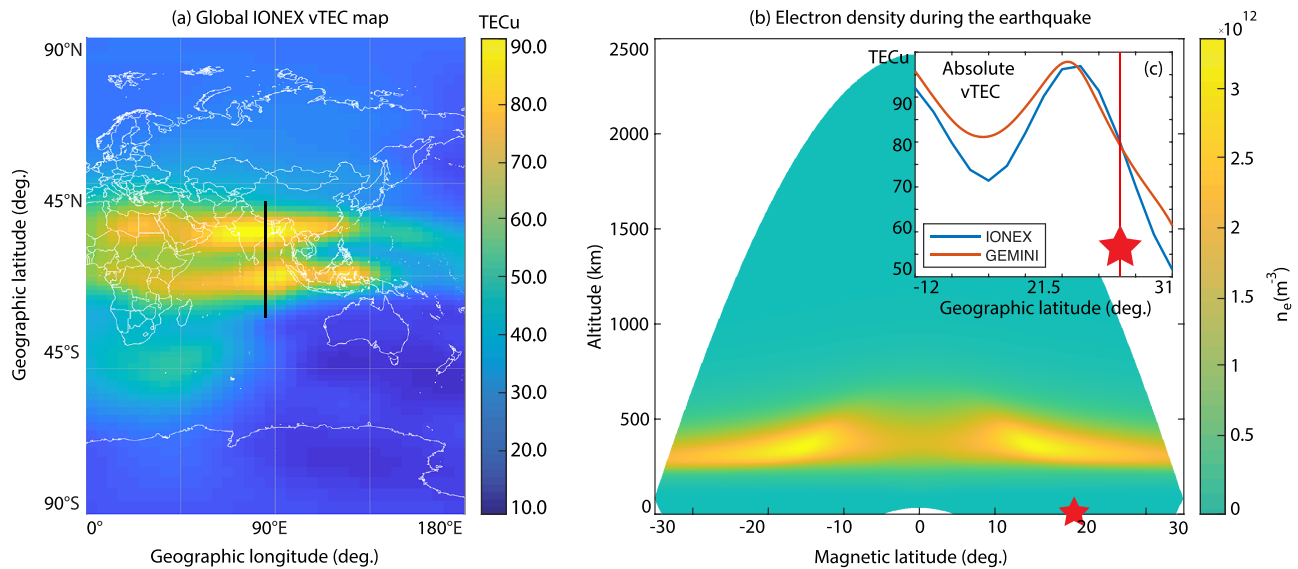 (a) Global IONEX vTEC map
TECu
90°N
45°N
45°S
90°S
Geographic latitude (deg.)
0°
90°E
180°E
Geographic longitude (deg.)
90.0
80.0
70.0
60.0
50.0
40.0
30.0
20.0
10.0
(b) Electron density during the earthquake
2500
2000
1500
1000
500
0
Altitude (km)
-30
-20
-10
0
10
20
30
Magnetic latitude (deg.)
TECu
Absolute
vTEC
(c)
90
80
70
60
50
IONEX
GEMINI
-12
21.5
31
Geographic latitude (deg.)
×10¹²
3
2.5
2
1.5
1
0.5
0
nₑ(m⁻³)